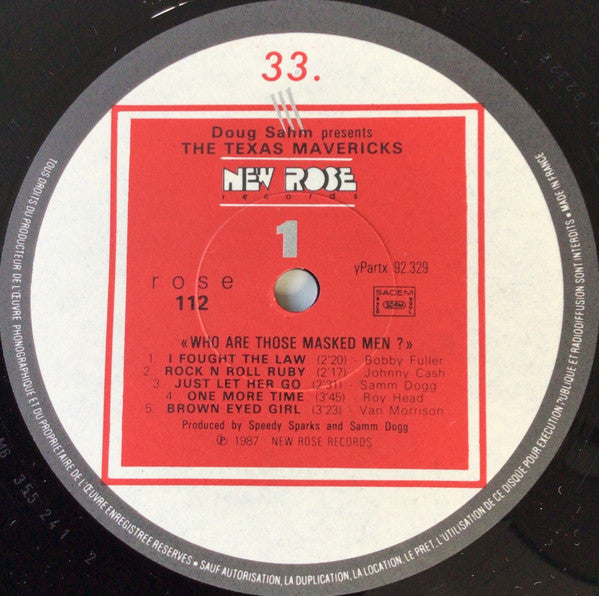 33.
Doug Sahm presents
THE TEXAS MAVERICKS
NEW ROSE
records
1
rose
112
yPartx 92.329
SACEM
SDRM
«WHO ARE THOSE MASKED MEN ?»
1. I FOUGHT THE LAW (2'20) - Bobby Fuller
2. ROCK N ROLL RUBY (2'17) - Johnny Cash
3. JUST LET HER GO (2'31) - Samm Dogg
4. ONE MORE TIME (3'45) - Roy Head
5. BROWN EYED GIRL (3'23) - Van Morrison
Produced by Speedy Sparks and Samm Dogg
℗ 1987 NEW ROSE RECORDS
TOUS DROITS DU PRODUCTEUR DE L'ŒUVRE PHONOGRAPHIQUE ET DU PROPRIETAIRE DE L'ŒUVRE ENREGISTREE RESERVES • SAUF AUTORISATION, LA DUPLICATION, LA LOCATION, LE PRET, L'UTILISATION DE CE DISQUE POUR EXECUTION PUBLIQUE ET RADIODIFFUSION SONT INTERDITS • MADE IN FRANCE
M6 355 241 2